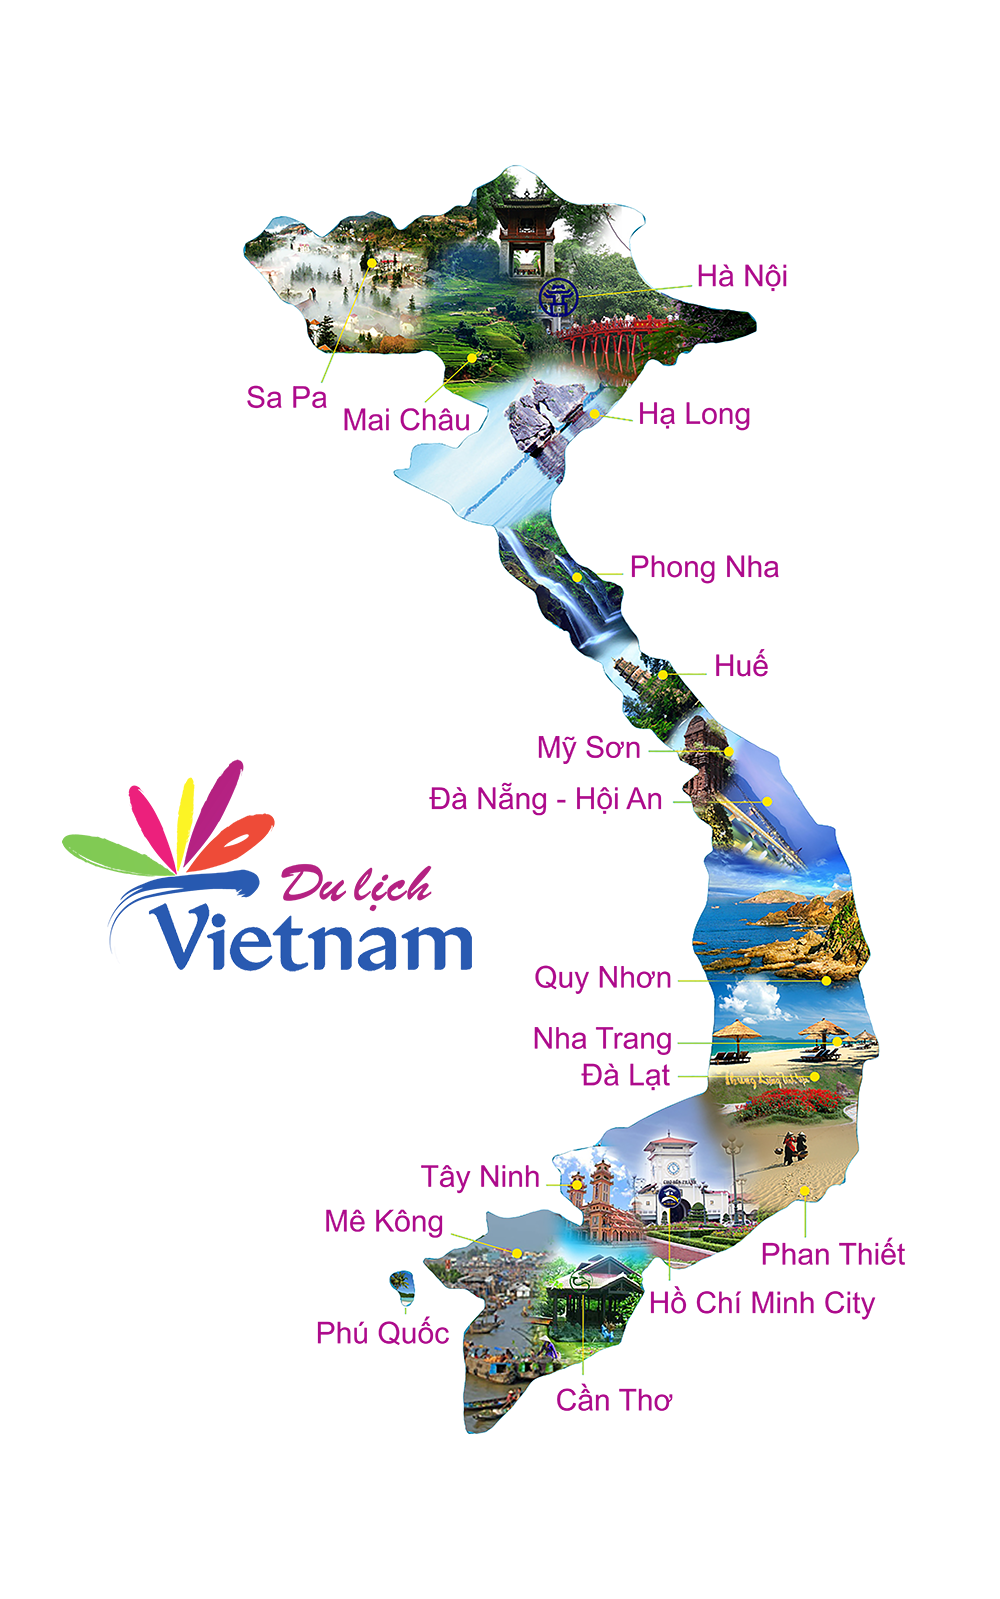 Hà Nội
Sa Pa
Mai Châu
Hạ Long
Phong Nha
Huế
Mỹ Sơn
Đà Nẵng - Hội An
Du lịch
Vietnam
Quy Nhơn
Nha Trang
Đà Lạt
Tây Ninh
Mê Kông
Phan Thiết
Hồ Chí Minh City
Phú Quốc
Cần Thơ